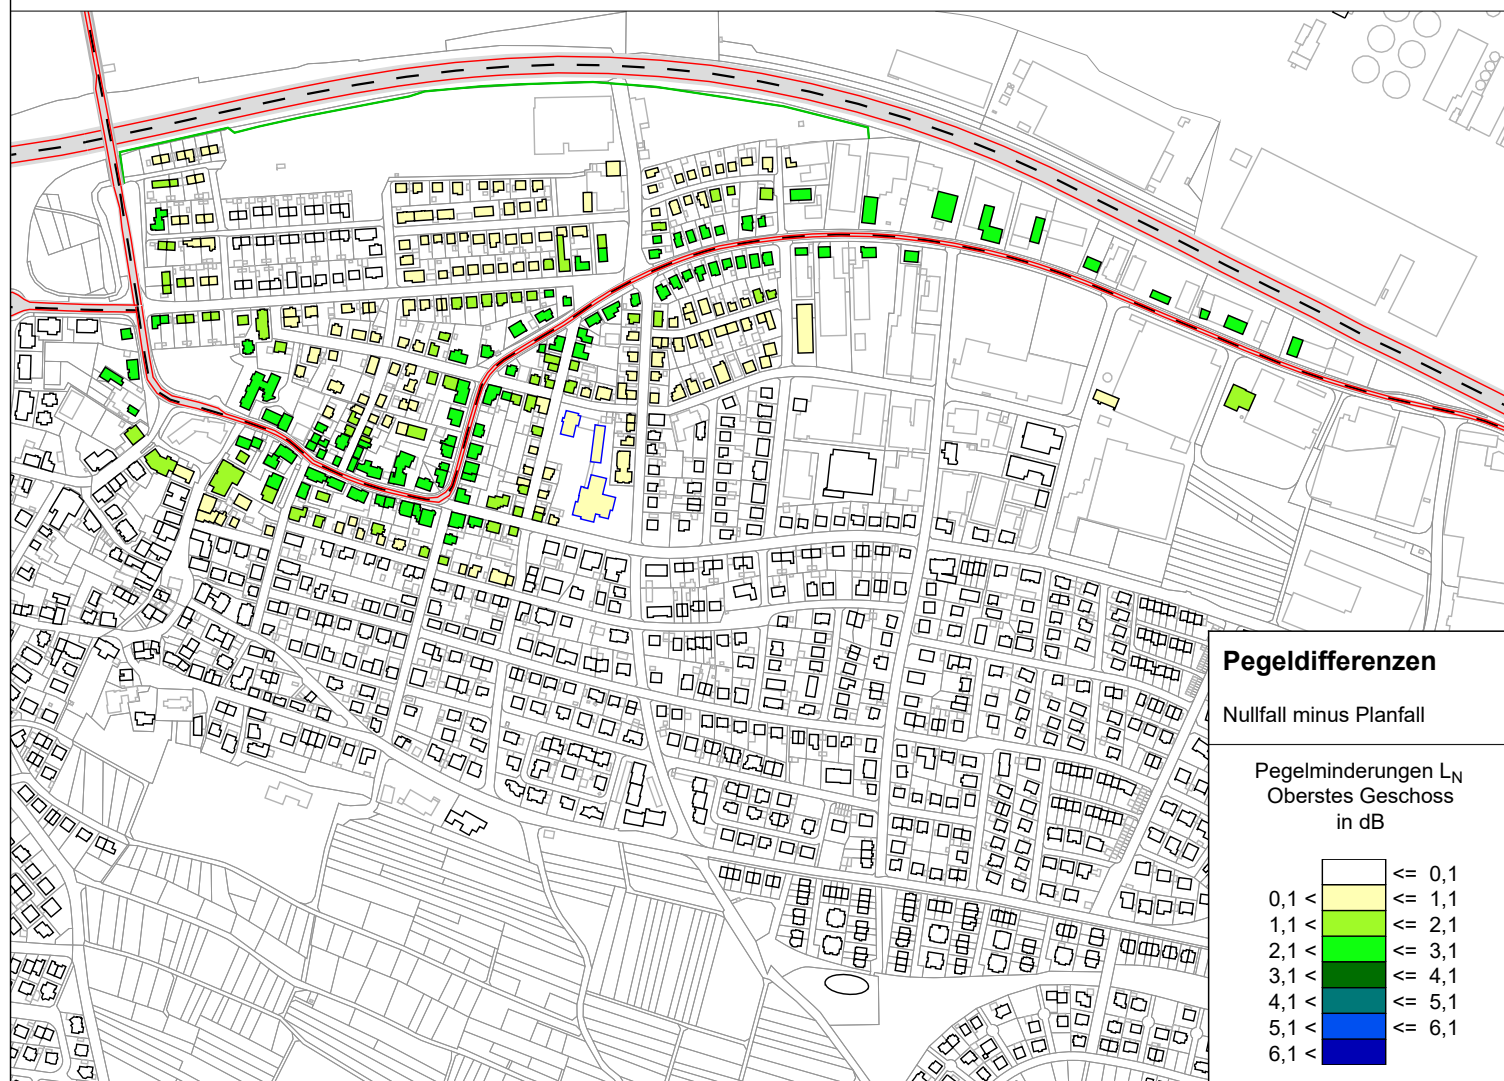 Pegeldifferenzen
Nullfall minus Planfall
Pegelminderungen LN
Oberstes Geschoss
in dB
<= 0,1
0,1 < <= 1,1
1,1 < <= 2,1
2,1 < <= 3,1
3,1 < <= 4,1
4,1 < <= 5,1
5,1 < <= 6,1
6,1 <